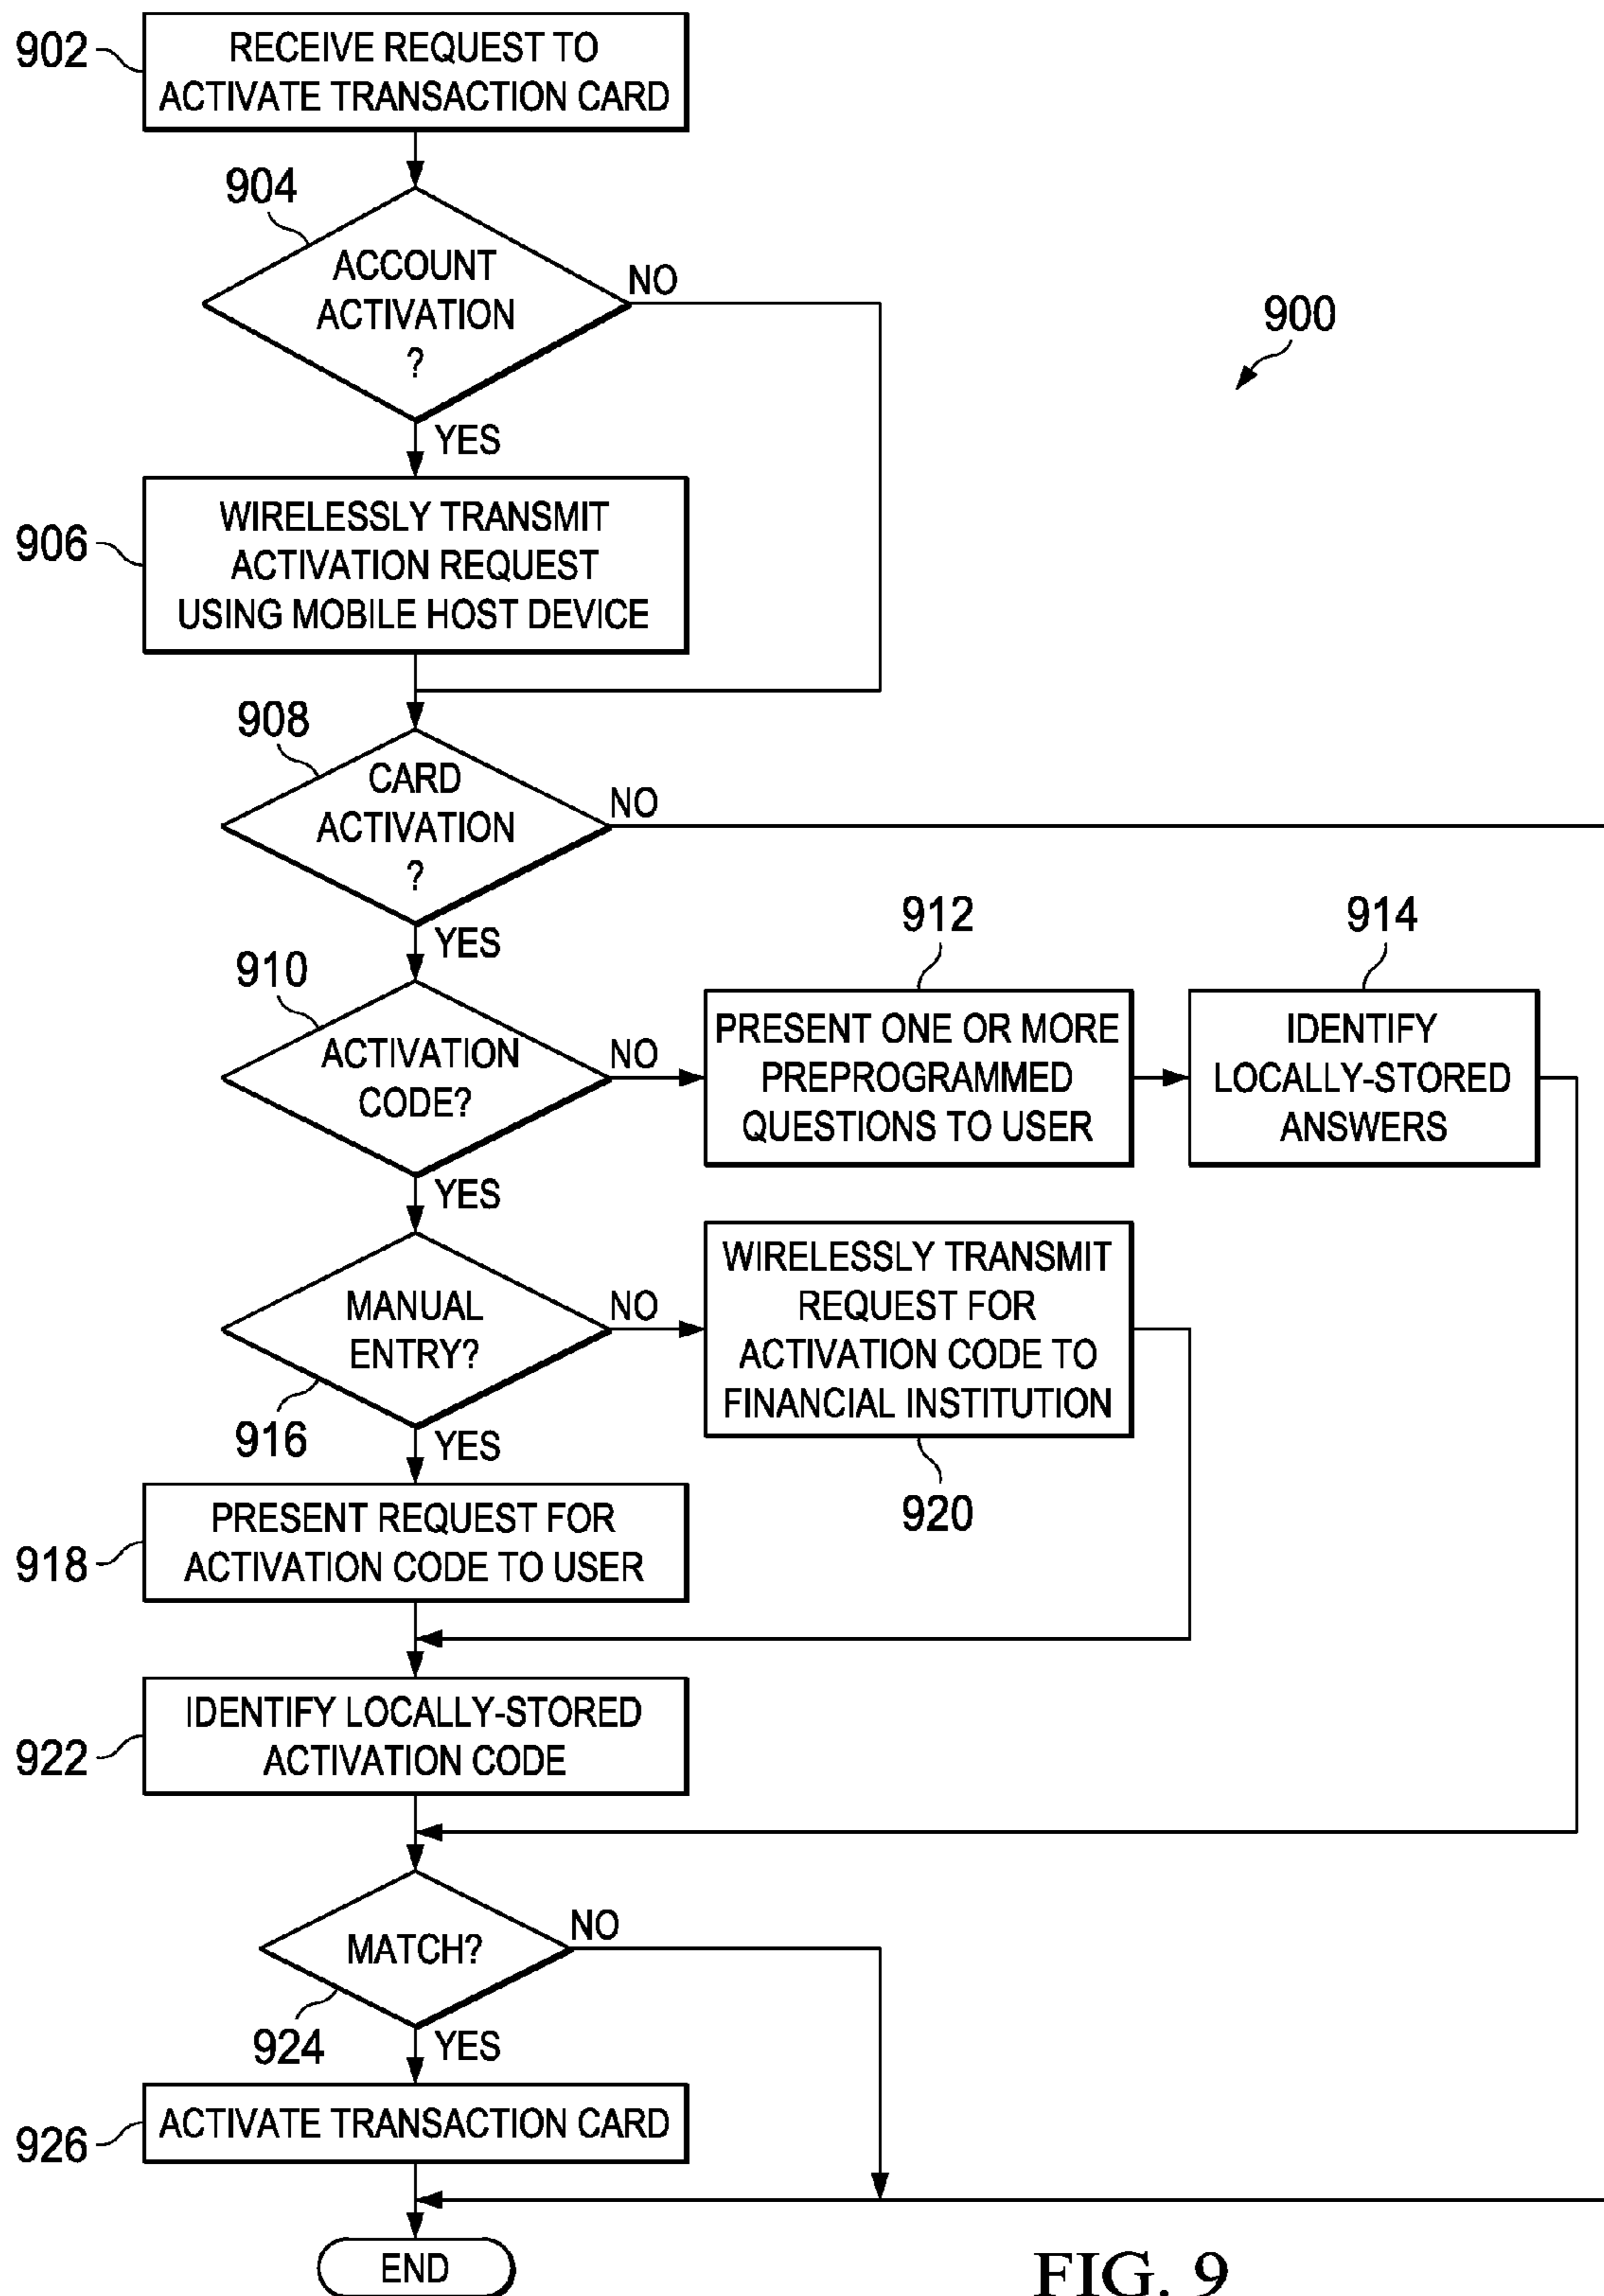 902
RECEIVE REQUEST TO
ACTIVATE TRANSACTION CARD
904
ACCOUNT
ACTIVATION
?
NO
900
YES
906
WIRELESSLY TRANSMIT
ACTIVATION REQUEST
USING MOBILE HOST DEVICE
908
CARD
ACTIVATION
?
NO
YES
910
ACTIVATION
CODE?
NO
912
PRESENT ONE OR MORE
PREPROGRAMMED
QUESTIONS TO USER
914
IDENTIFY
LOCALLY-STORED
ANSWERS
YES
MANUAL
ENTRY?
916
NO
WIRELESSLY TRANSMIT
REQUEST FOR
ACTIVATION CODE TO
FINANCIAL INSTITUTION
920
YES
918
PRESENT REQUEST FOR
ACTIVATION CODE TO USER
922
IDENTIFY LOCALLY-STORED
ACTIVATION CODE
MATCH?
NO
924
YES
926
ACTIVATE TRANSACTION CARD
END
FIG. 9